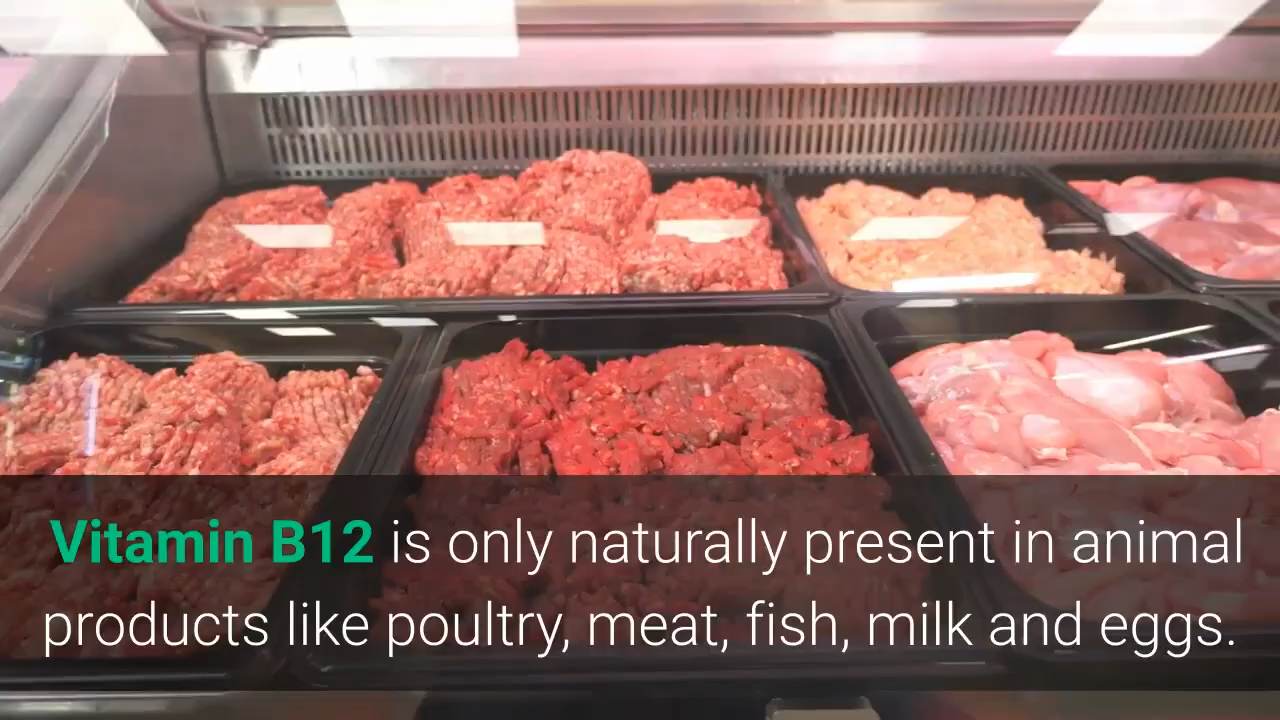 Vitamin B12 is only naturally present in animal
products like poultry, meat, fish, milk and eggs.